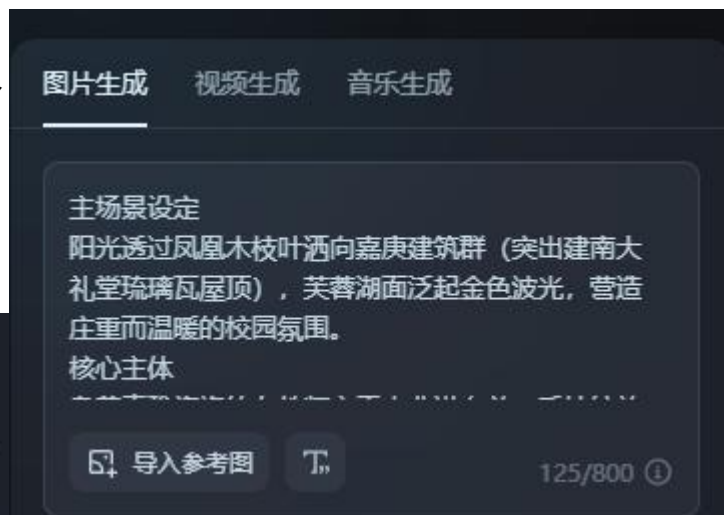 图片生成 视频生成 音乐生成
主场景设定
阳光透过凤凰木枝叶洒向嘉庚建筑群（突出建南大
礼堂琉璃瓦屋顶），芙蓉湖面泛起金色波光，营造
庄重而温暖的校园氛围。
核心主体
导入参考图
125/800